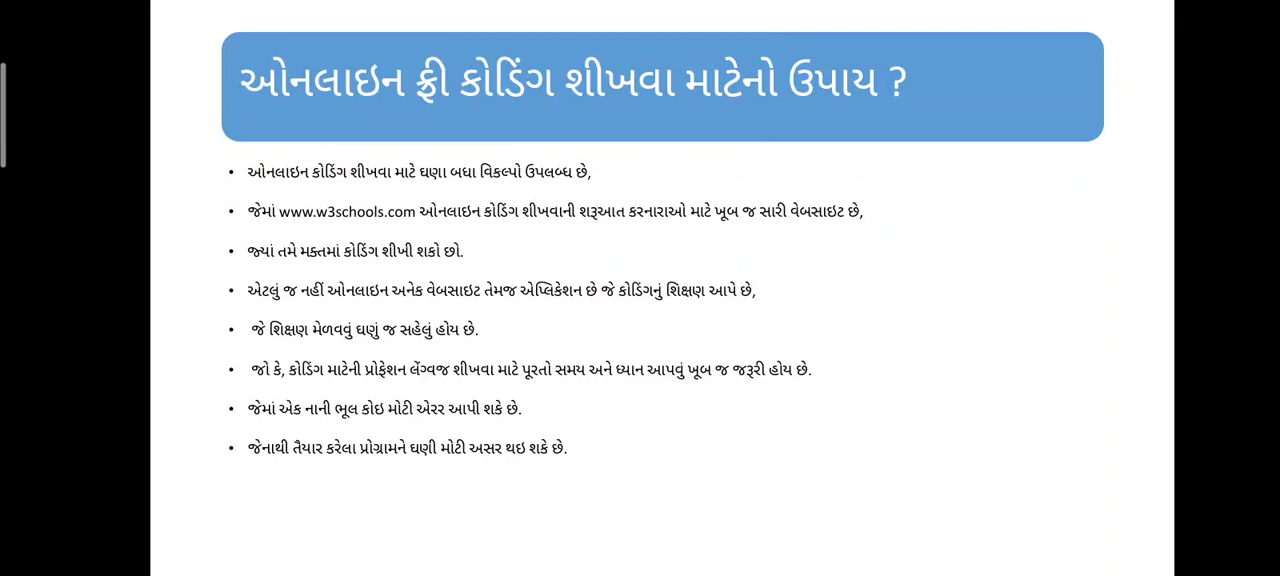 ઓનલાઇન ફ્રી કોડિંગ શીખવા માટેનો ઉપાય ?
• ઓનલાઇન કોડિંગ શીખવા માટે ઘણા બધા વિકલ્પો ઉપલબ્ધ છે,
• જેમાં www.w3schools.com ઓનલાઇન કોડિંગ શીખવાની શરૂઆત કરનારાઓ માટે ખૂબ જ સારી વેબસાઇટ છે,
• જ્યાં તમે મક્તમાં કોડિંગ શીખી શકો છો.
• એટલું જ નહીં ઓનલાઇન અનેક વેબસાઇટ તેમજ એપ્લિકેશન છે જે કોડિંગનું શિક્ષણ આપે છે,
• જે શિક્ષણ મેળવવું ઘણું જ સહેલું હોય છે.
• જો કે, કોડિંગ માટેની પ્રોફેશન લેંગ્વજ શીખવા માટે પૂરતો સમય અને ધ્યાન આપવું ખૂબ જ જરૂરી હોય છે.
• જેમાં એક નાની ભૂલ કોઇ મોટી એરર આપી શકે છે.
• જેનાથી તૈયાર કરેલા પ્રોગ્રામને ઘણી મોટી અસર થઇ શકે છે.